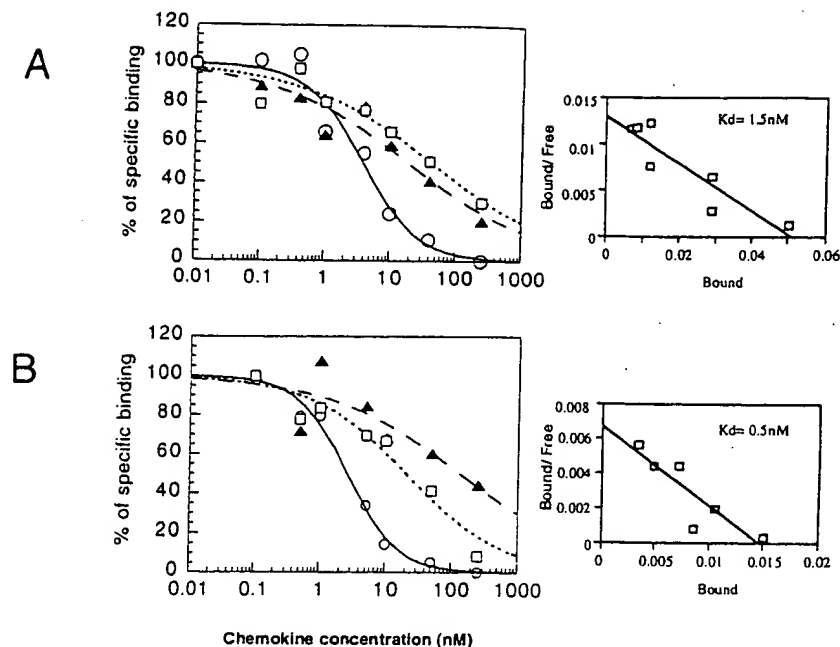 A
% of specific binding
120
100
80
60
40
20
0
0.01 0.1 1 10 100 1000
Bound/ Free
0.015
0.01
0.005
0
Kd= 1.5nM
0 0.02 0.04 0.06
Bound
B
% of specific binding
120
100
80
60
40
20
0
0.01 0.1 1 10 100 1000
Chemokine concentration (nM)
Bound/ Free
0.008
0.006
0.004
0.002
0
Kd= 0.5nM
0 0.005 0.01 0.015 0.02
Bound